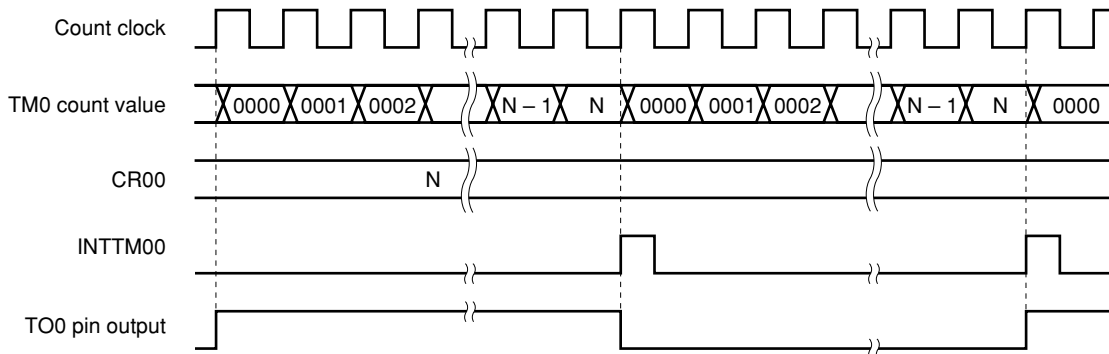 Count clock
TM0 count value 0000 0001 0002 N – 1 N 0000 0001 0002 N – 1 N 0000
CR00 N
INTTM00
TO0 pin output